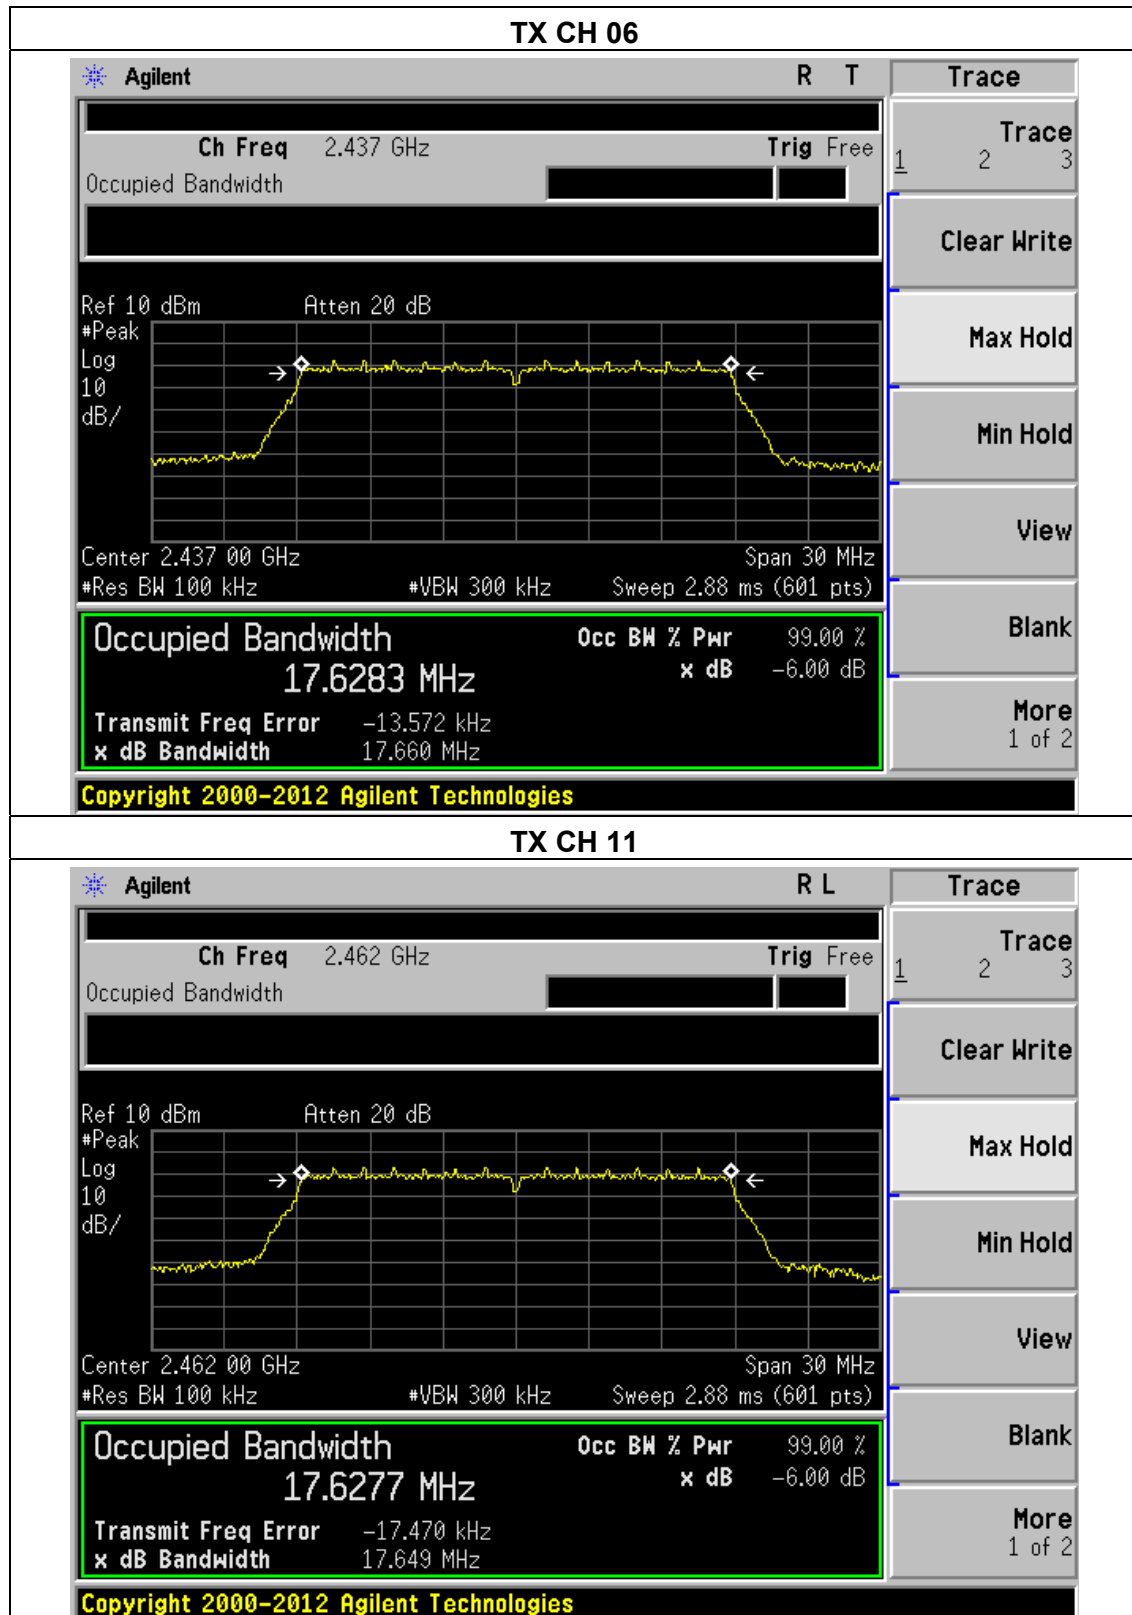 TX CH 06
Agilent R T Trace
Ch Freq 2.437 GHz Trig Free
Occupied Bandwidth
Trace
1 2 3
Clear Write
Ref 10 dBm Atten 20 dB
#Peak
Log
10
dB/
Max Hold
Min Hold
View
Center 2.437 00 GHz Span 30 MHz
#Res BW 100 kHz #VBW 300 kHz Sweep 2.88 ms (601 pts)
Occupied Bandwidth Occ BW % Pwr 99.00 %
17.6283 MHz x dB -6.00 dB
Blank
Transmit Freq Error -13.572 kHz
x dB Bandwidth 17.660 MHz
More
1 of 2
Copyright 2000-2012 Agilent Technologies
TX CH 11
Agilent R L Trace
Ch Freq 2.462 GHz Trig Free
Occupied Bandwidth
Trace
1 2 3
Clear Write
Ref 10 dBm Atten 20 dB
#Peak
Log
10
dB/
Max Hold
Min Hold
View
Center 2.462 00 GHz Span 30 MHz
#Res BW 100 kHz #VBW 300 kHz Sweep 2.88 ms (601 pts)
Occupied Bandwidth Occ BW % Pwr 99.00 %
17.6277 MHz x dB -6.00 dB
Blank
Transmit Freq Error -17.470 kHz
x dB Bandwidth 17.649 MHz
More
1 of 2
Copyright 2000-2012 Agilent Technologies